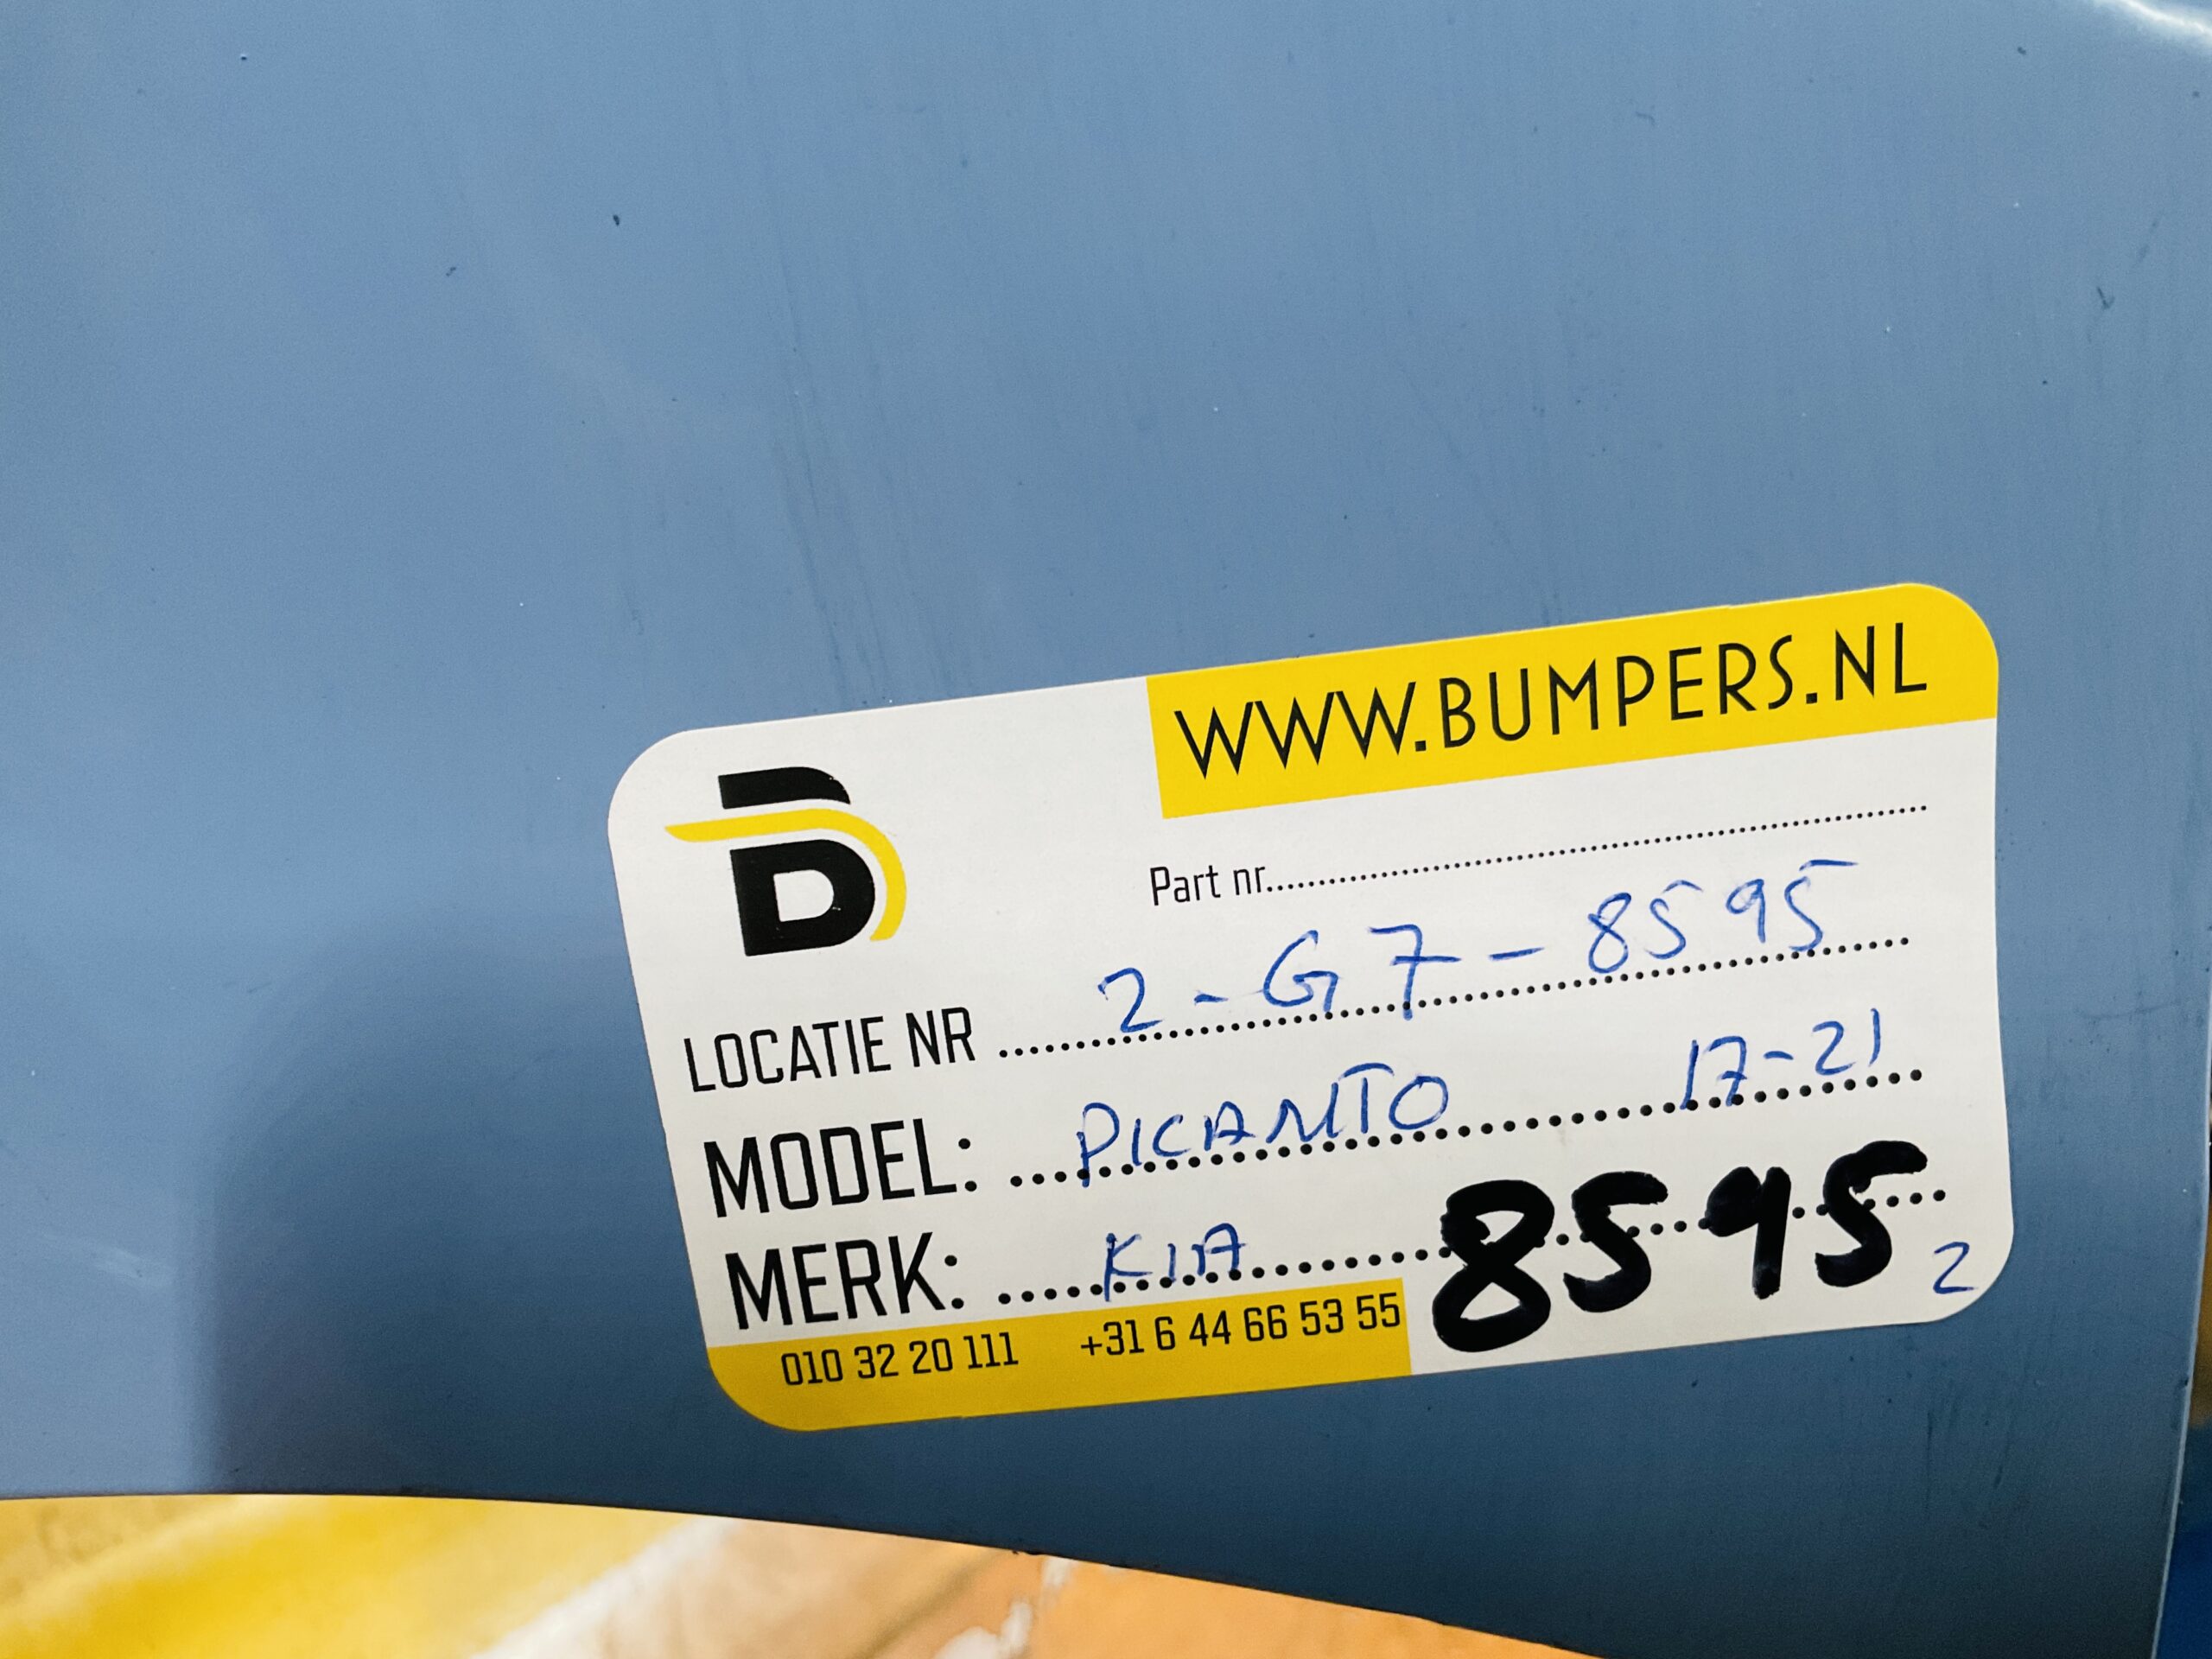 WWW.BUMPERS.NL
B
Part nr..............................
LOCATIE NR 2-G7-8595
MODEL: PICANTO 17-21
MERK: KIA 8595
2
010 32 20 111 +31 6 44 66 53 55